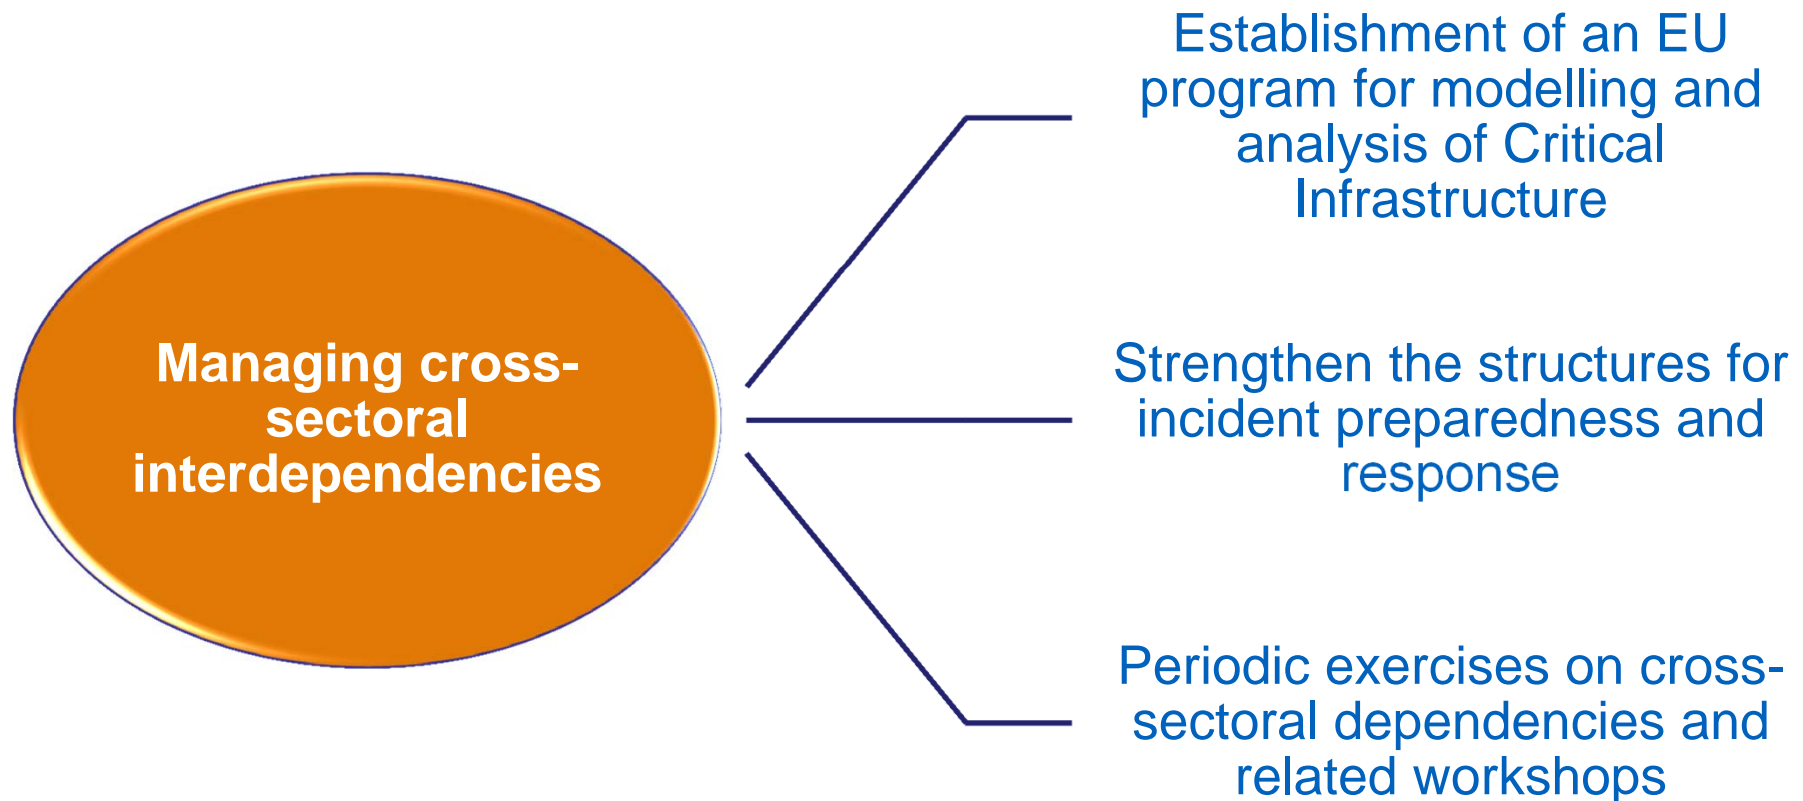 Establishment of an EU
program for modelling and
analysis of Critical
Infrastructure
Managing cross-
sectoral
interdependencies
Strengthen the structures for
incident preparedness and
response
Periodic exercises on cross-
sectoral dependencies and
related workshops